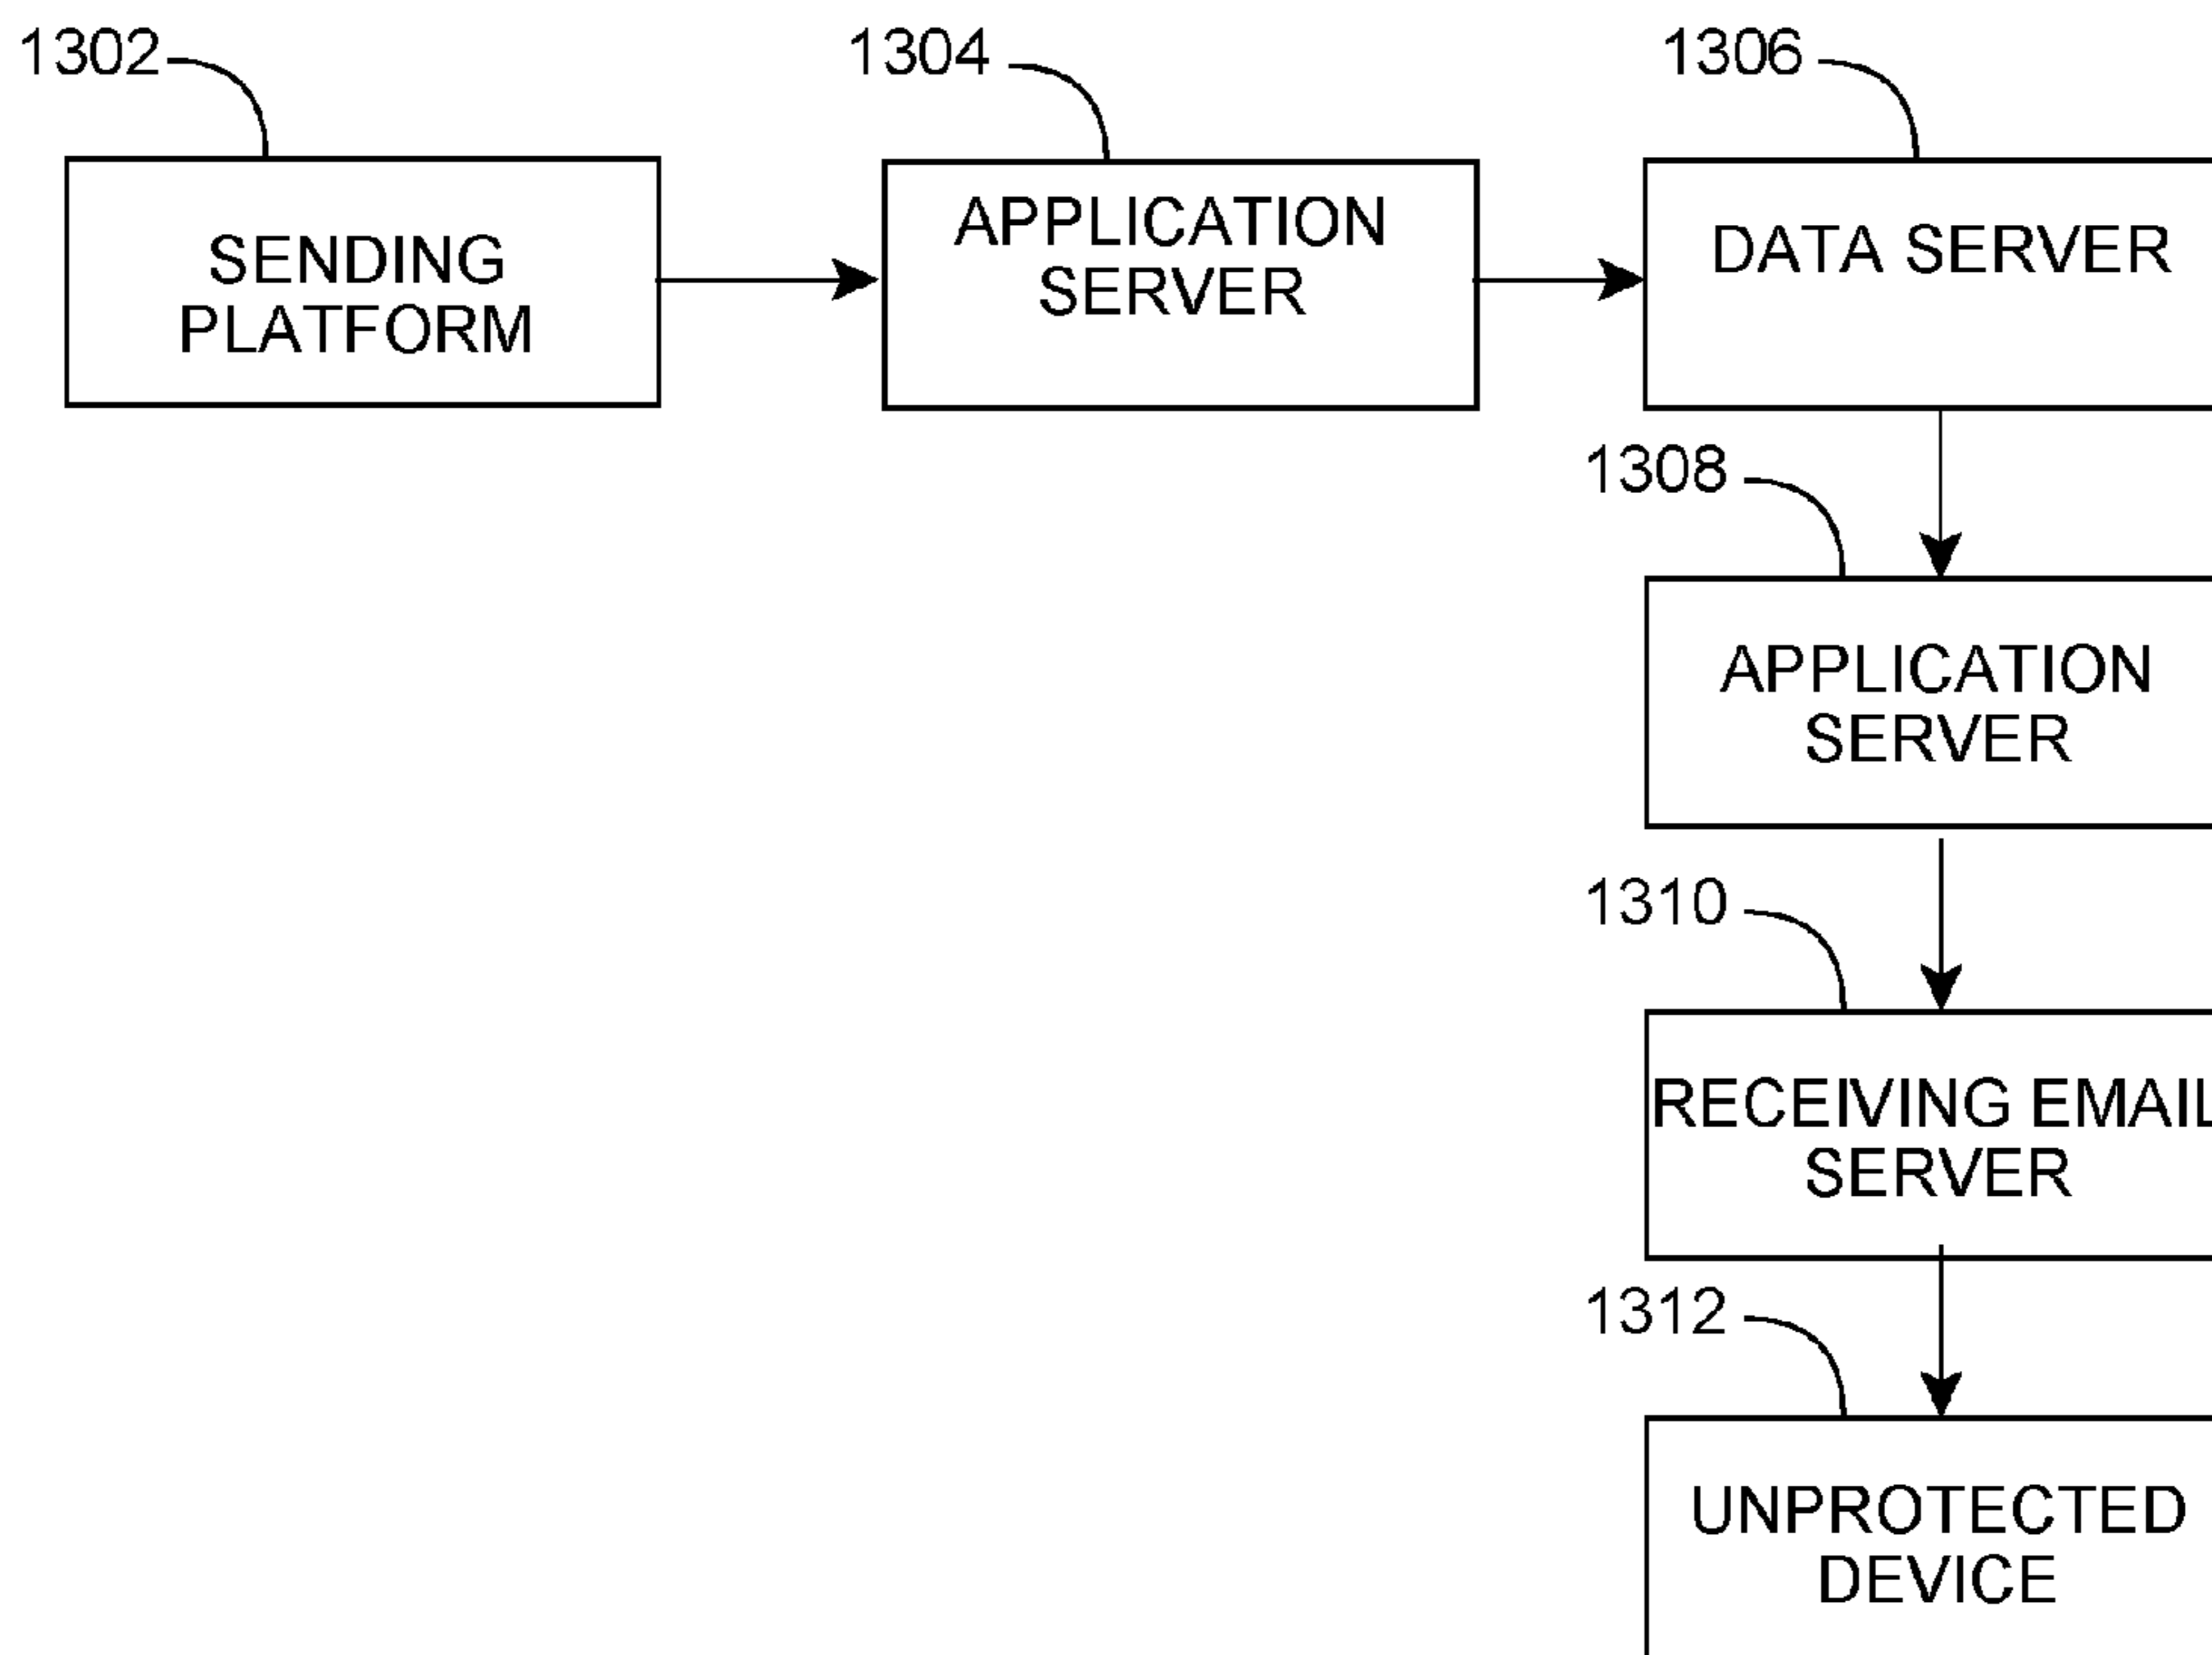 1302
1304
1306
SENDING
PLATFORM
APPLICATION
SERVER
DATA SERVER
1308
APPLICATION
SERVER
1310
RECEIVING EMAIL
SERVER
1312
UNPROTECTED
DEVICE